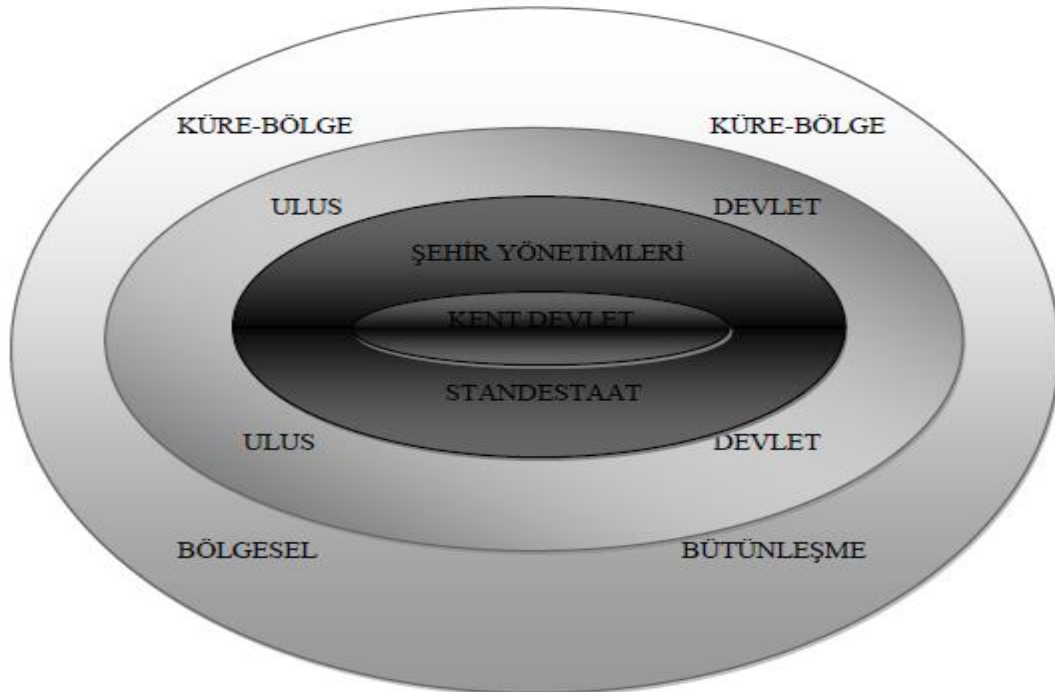 KÜRE-BÖLGE KÜRE-BÖLGE
ULUS DEVLET
ŞEHİR YÖNETİMLERİ
KENT DEVLET
STANDESTAAT
ULUS DEVLET
BÖLGESEL BÜTÜNLEŞME